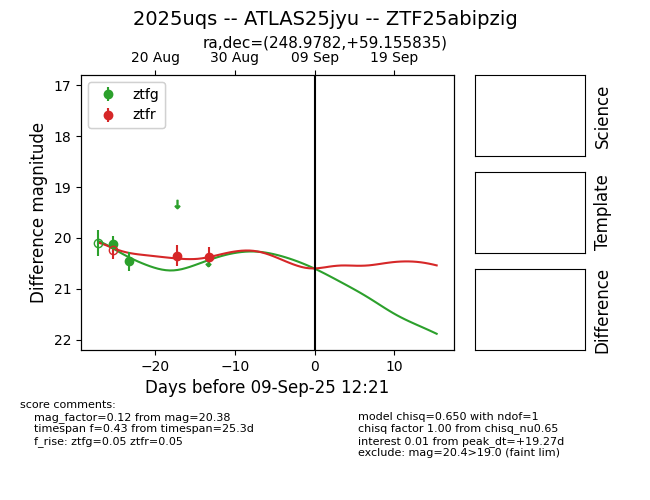 2025uqs -- ATLAS25jyu -- ZTF25abipzig
ra,dec=(248.9782,+59.155835)
20 Aug 30 Aug 09 Sep 19 Sep
ztfg
ztfr
17
18
19
20
21
22
Difference magnitude
−20 −10 0 10
Days before 09-Sep-25 12:21
Science
Template
Difference
score comments:
mag_factor=0.12 from mag=20.38
timespan f=0.43 from timespan=25.3d
f_rise: ztfg=0.05 ztfr=0.05
model chisq=0.650 with ndof=1
chisq factor 1.00 from chisq_nu0.65
interest 0.01 from peak_dt=+19.27d
exclude: mag=20.4>19.0 (faint lim)